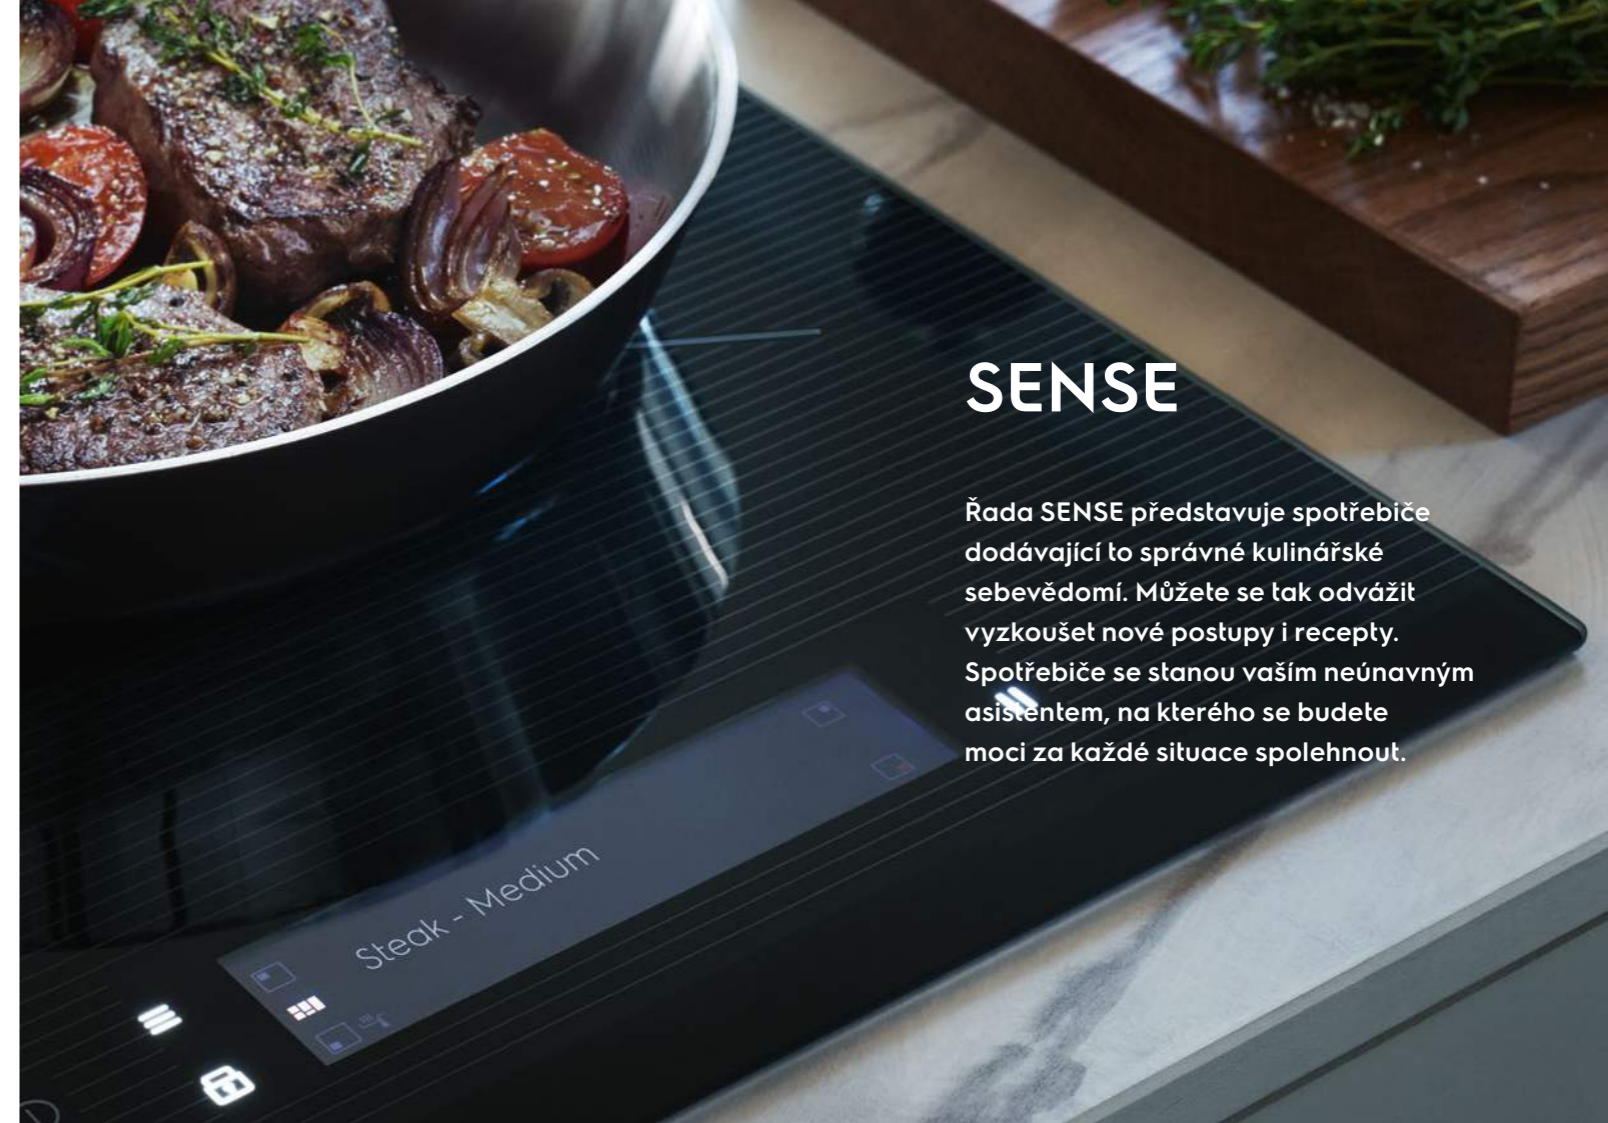 SENSE
Řada SENSE představuje spotřebiče
dodávající to správné kulinářské
sebevědomí. Můžete se tak odvážit
vyzkoušet nové postupy i recepty.
Spotřebiče se stanou vaším neúnavným
asistentem, na kterého se budete
moci za každé situace spolehnout.
Steak - Medium